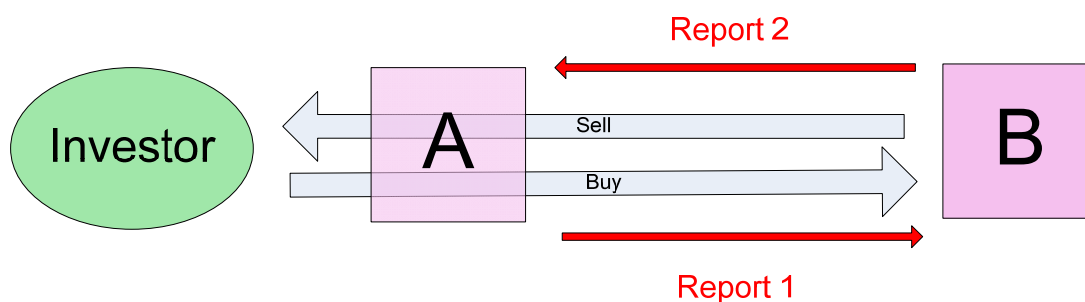 Report 2
Investor
A
Sell
Buy
B
Report 1